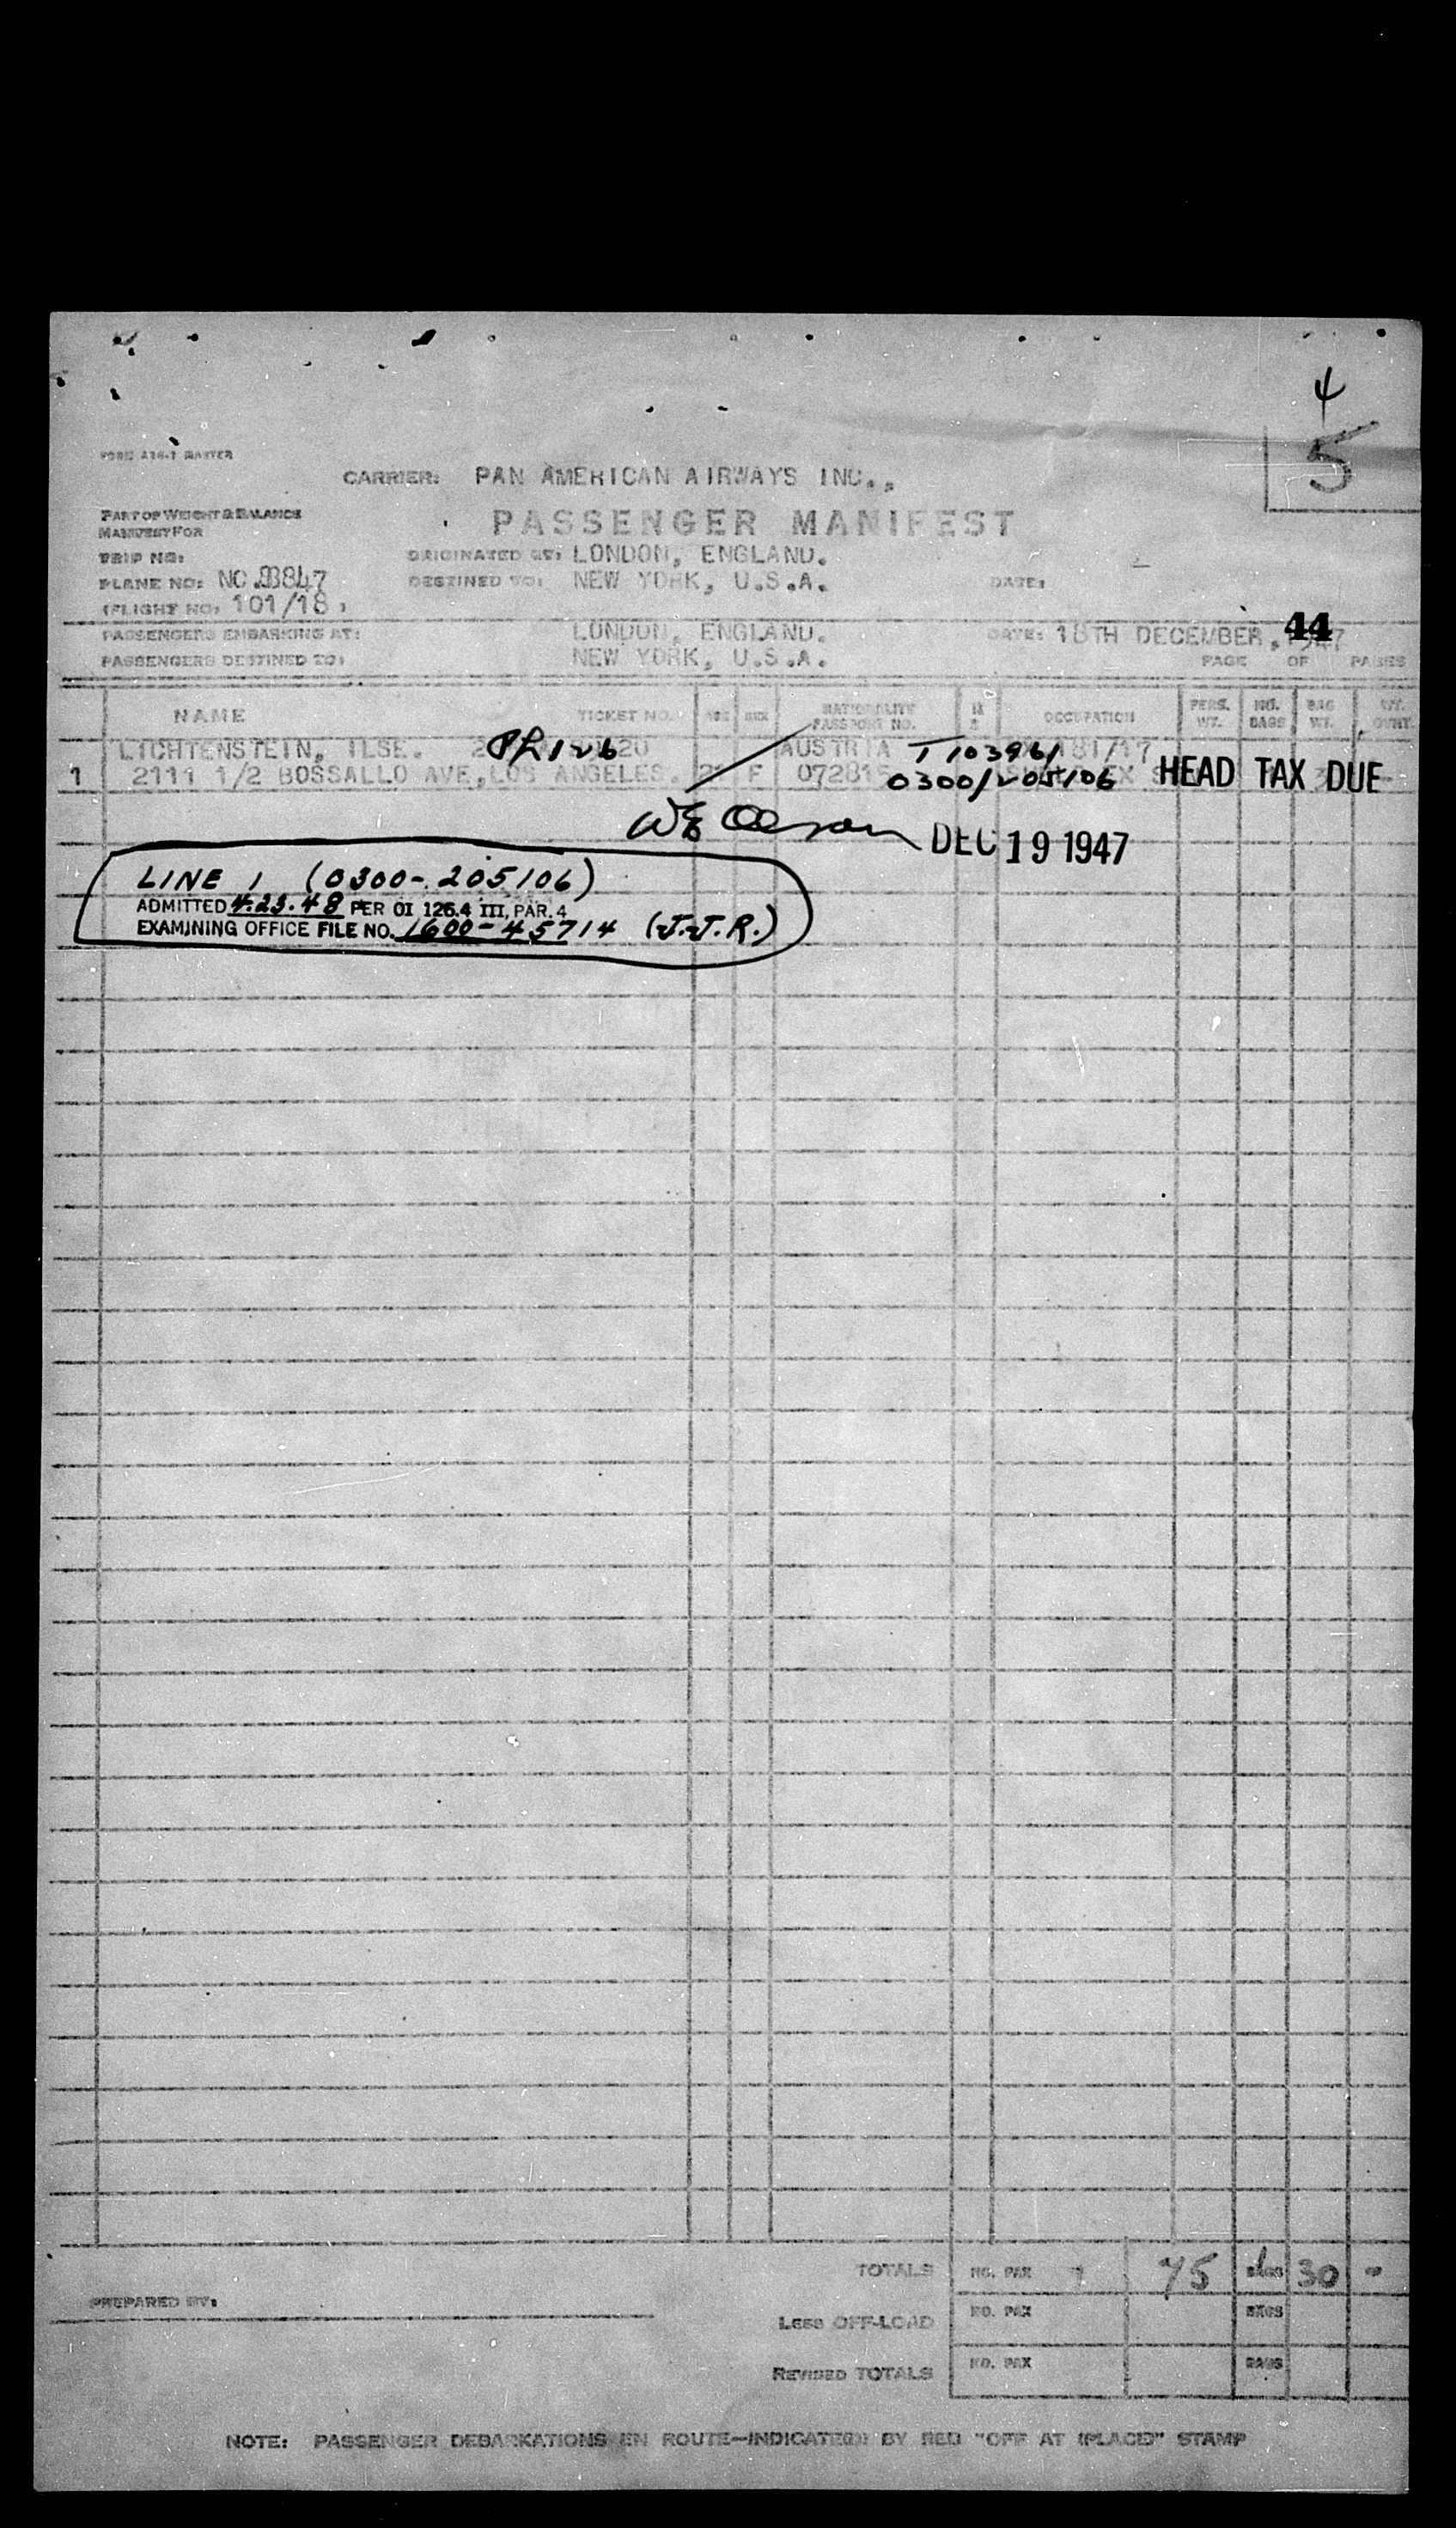 4
5
FORM A26-1 MASTER
CARRIER: PAN AMERICAN AIRWAYS INC.,
PART OF WEIGHT & BALANCE
MANIFEST FOR
PASSENGER MANIFEST
TRIP NO:
ORIGINATED AT: LONDON, ENGLAND.
PLANE NO: NC.88847
DESTINED TO: NEW YORK, U.S.A. DATE:
(FLIGHT NO: 101/18)
PASSENGERS EMBARKING AT: LONDON, ENGLAND. DATE: 18TH DECEMBER, 44
PASSENGERS DESTINED TO: NEW YORK, U.S.A. PAGE OF PAGES
NAME TICKET NO. AGE SEX NATIONALITY PASSPORT NO. OCCUPATION PERS. WT. NO. BAGS BAG WT.
LICHTENSTEIN, ILSE. PL126 AUSTRIA T103961
1 2111 1/2 BOSSALLO AVE, LOS ANGELES. F 0300/205106 HEAD TAX DUE
DEC 19 1947
LINE 1 (0300-205106)
ADMITTED 4.23.48 PER OI 126.4 III, PAR. 4
EXAMINING OFFICE FILE NO. 1600-45714 (J.J.R.)
TOTALS NO. PAX 1 75 BAGS 1 30 -
PREPARED BY:
LESS OFF-LOAD NO. PAX BAGS
REVISED TOTALS NO. PAX BAGS
NOTE: PASSENGER DEBARKATIONS EN ROUTE—INDICATED BY RED "OFF AT (PLACE)" STAMP